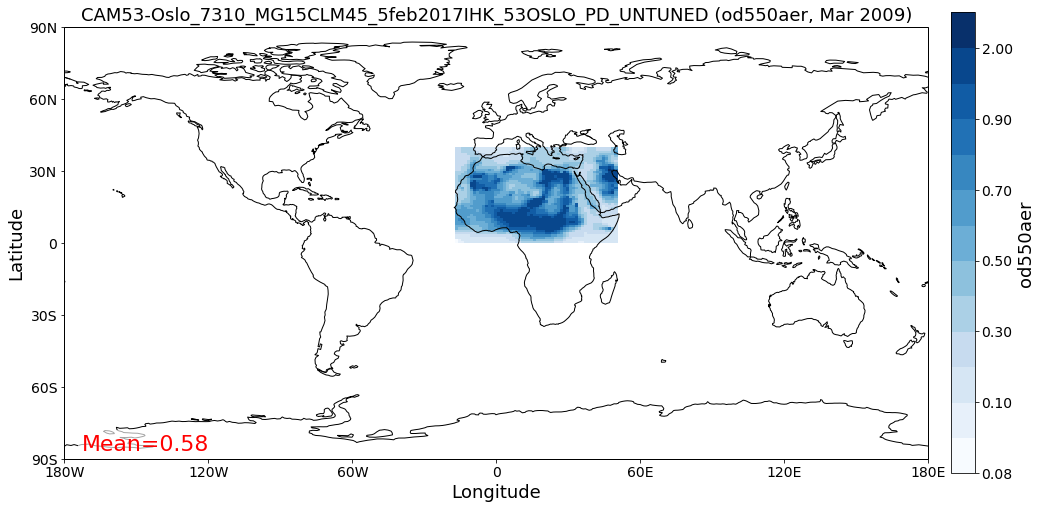 CAM53-Oslo_7310_MG15CLM45_5feb2017IHK_53OSLO_PD_UNTUNED (od550aer, Mar 2009)
90N
60N
30N
0
30S
60S
90S
Latitude
Mean=0.58
180W
120W
60W
0
60E
120E
180E
Longitude
2.00
0.90
0.70
0.50
0.30
0.10
0.08
od550aer